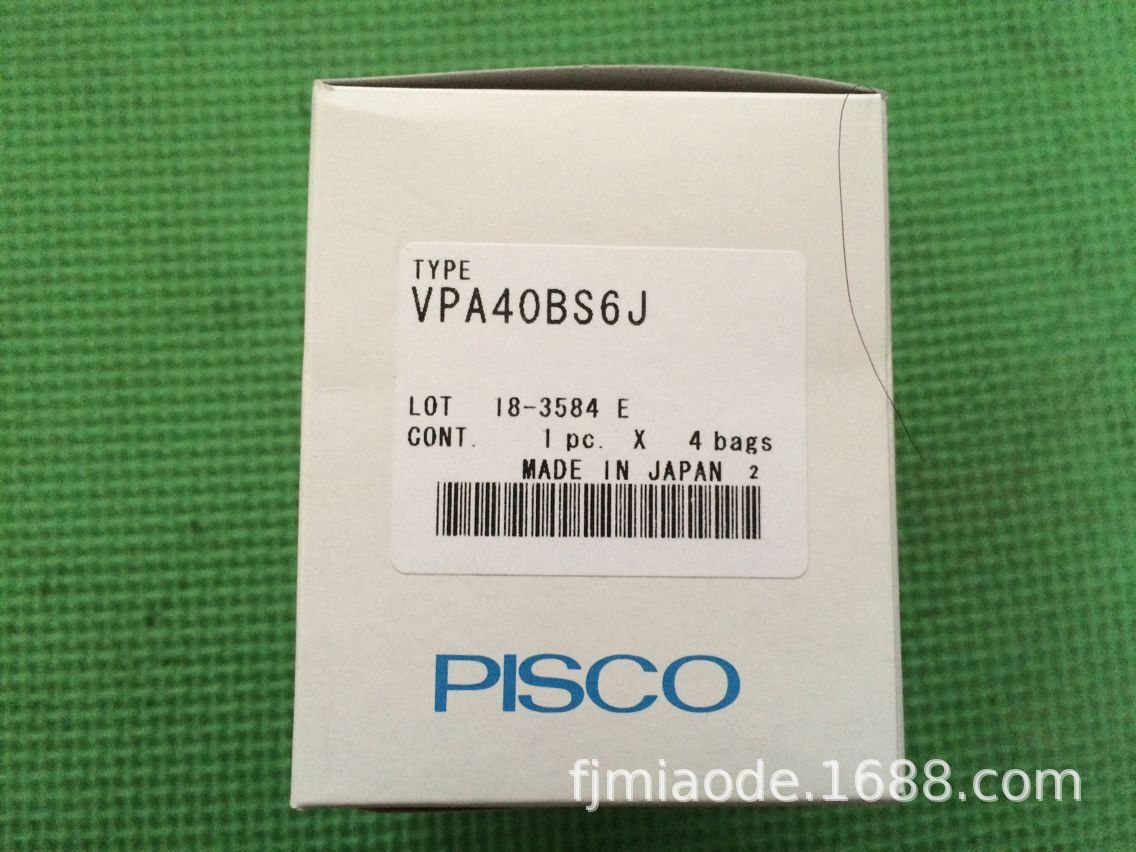 TYPE
VPA40BS6J
LOT 18-3584 E
CONT. 1 pc. X 4 bags
MADE IN JAPAN 2
PISCO
fjmiaode.1688.com